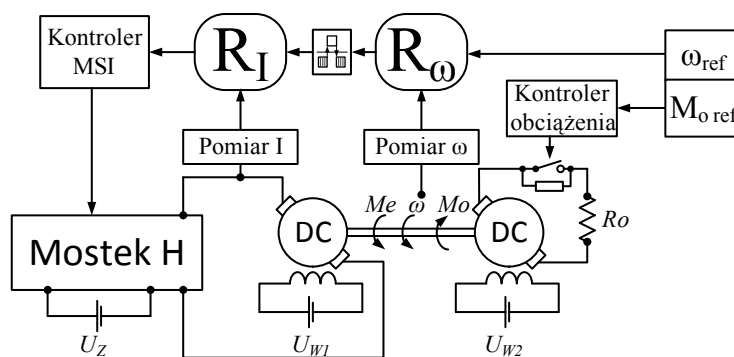 Kontroler
MSI
R_I
R_ω
ω_ref
M_o ref
Kontroler
obciążenia
Pomiar I
Pomiar ω
Me
ω
Mo
Ro
Mostek H
DC
DC
U_Z
U_W1
U_W2